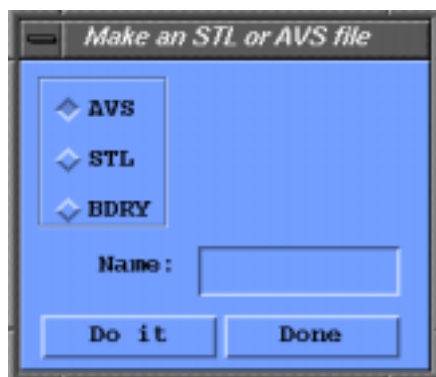 Make an STL or AVS file
AVS
STL
BDRY
Name:
Do it
Done